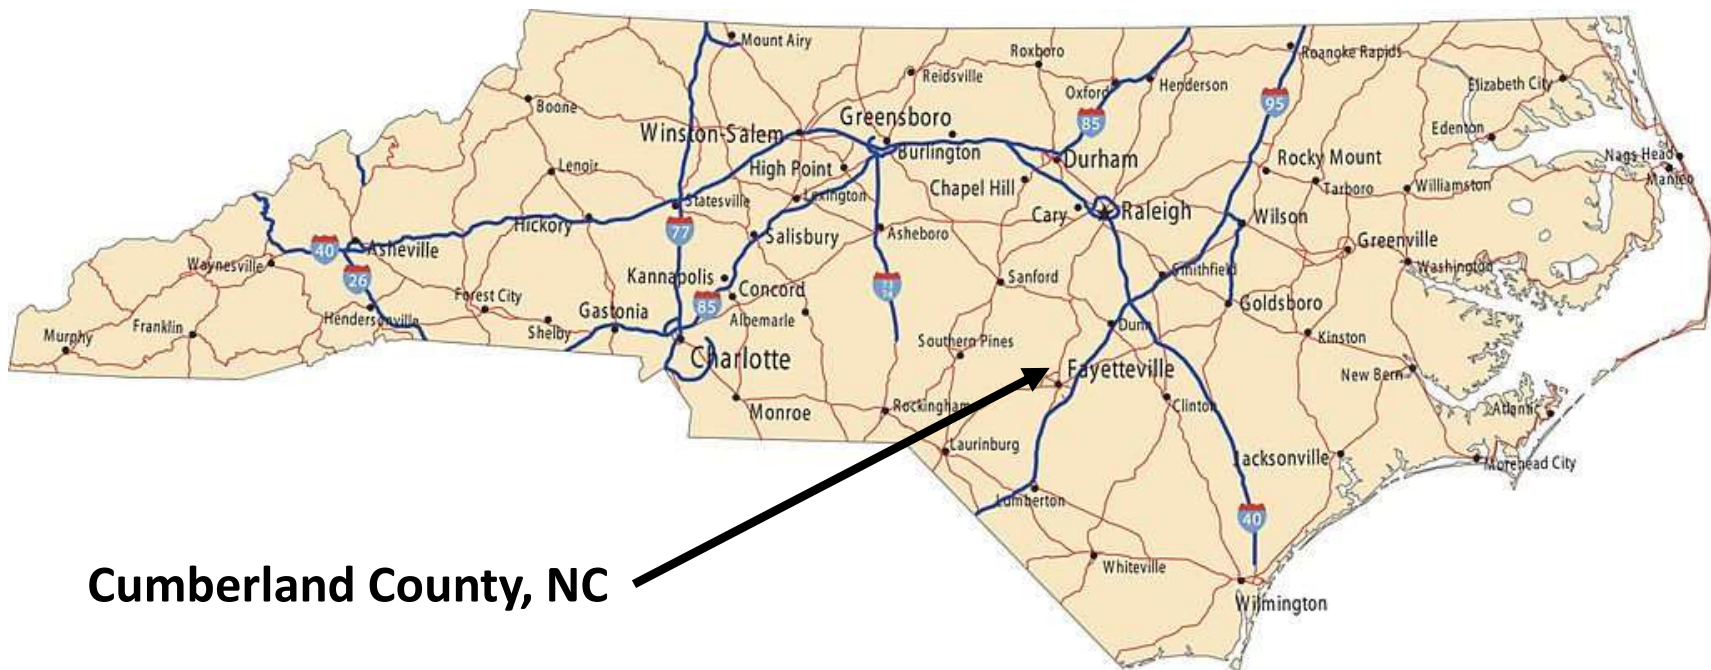 Mount Airy
Roxboro
Roanoke Rapids
Reidsville
Oxford
Henderson
Elizabeth City
Boone
95
Greensboro
85
Winston-Salem
Edenton
Burlington
Durham
Rocky Mount
Nags Head
Lenoir
High Point
Chapel Hill
Tarboro
Williamston
Manteo
Statesville
Lexington
Cary
Raleigh
Wilson
Hickory
77
Salisbury
Asheboro
Greenville
40
Asheville
Waynesville
26
Kannapolis
73
74
Sanford
Smithfield
Washington
Forest City
Concord
85
Goldsboro
Hendersonville
Gastonia
Albemarle
Dunn
Murphy
Franklin
Shelby
Southern Pines
Kinston
Charlotte
Fayetteville
New Bern
Monroe
Rockingham
Clinton
Atlantic
Laurinburg
Jacksonville
Morehead City
Lumberton
40
Whiteville
Cumberland County, NC
Wilmington